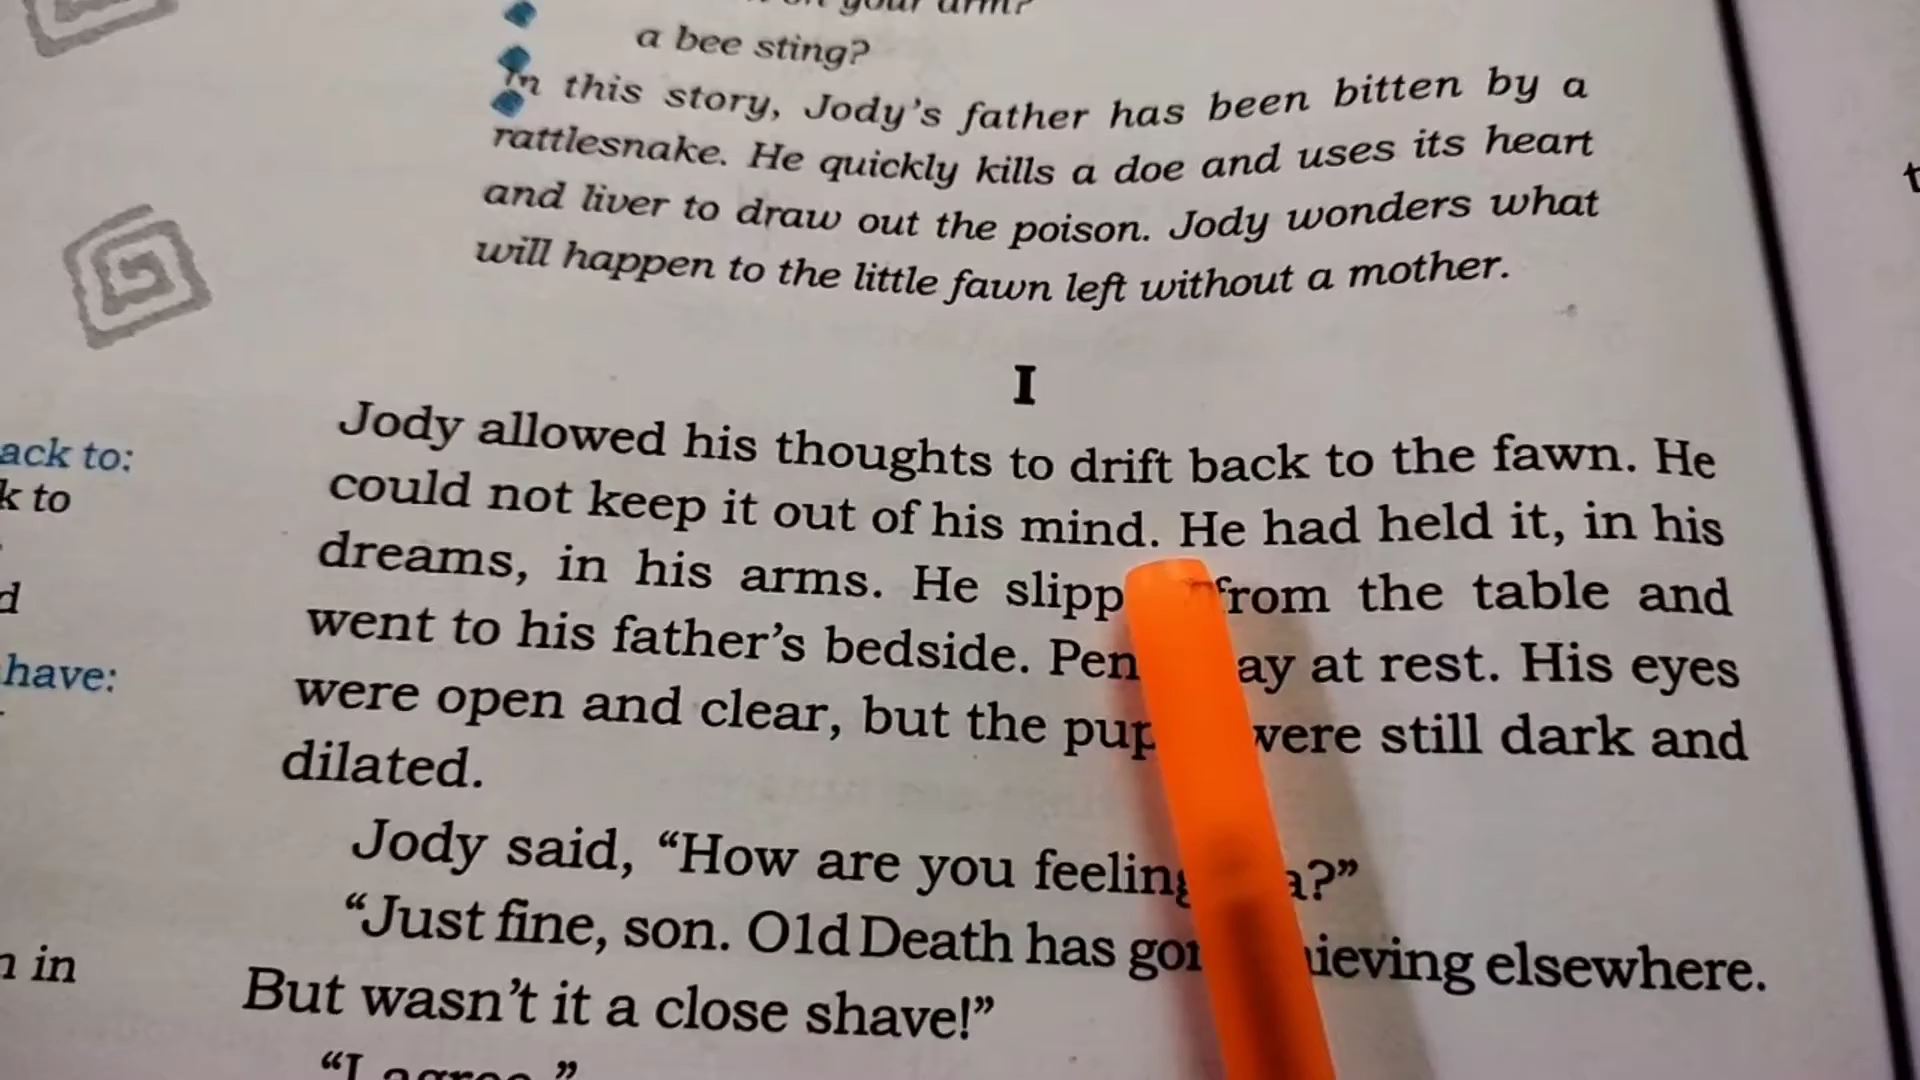 your arm?
a bee sting?
In this story, Jody's father has been bitten by a
rattlesnake. He quickly kills a doe and uses its heart
and liver to draw out the poison. Jody wonders what
will happen to the little fawn left without a mother.
I
Jody allowed his thoughts to drift back to the fawn. He
ack to:
could not keep it out of his mind. He had held it, in his
k to
dreams, in his arms. He slipp from the table and
d
went to his father's bedside. Pen ay at rest. His eyes
have:
were open and clear, but the pup were still dark and
dilated.
Jody said, “How are you feeling a?”
“Just fine, son. Old Death has gon hieving elsewhere.
in
But wasn't it a close shave!”
“I agree.”